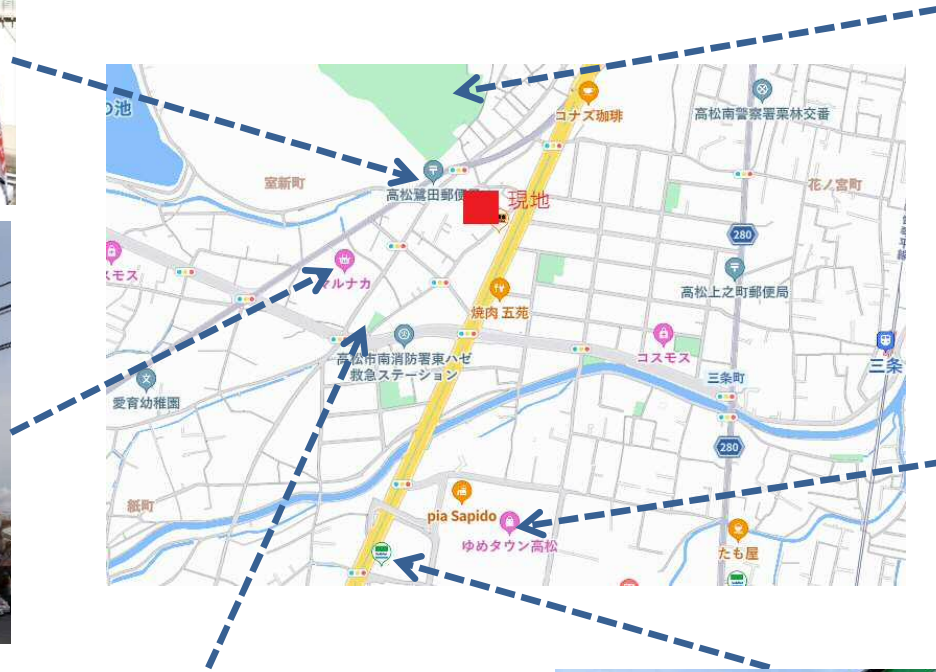 の池
コナズ珈琲
高松南警察署栗林交番
室新町
高松鷺田郵便
現地
花ノ宮町
280
コスモス
マルナカ
高松上之町郵便局
焼肉 五苑
高松市南消防署東ハゼ
救急ステーション
コスモス
三条
三条町
愛育幼稚園
280
紙町
pia Sapido
ゆめタウン高松
たも屋